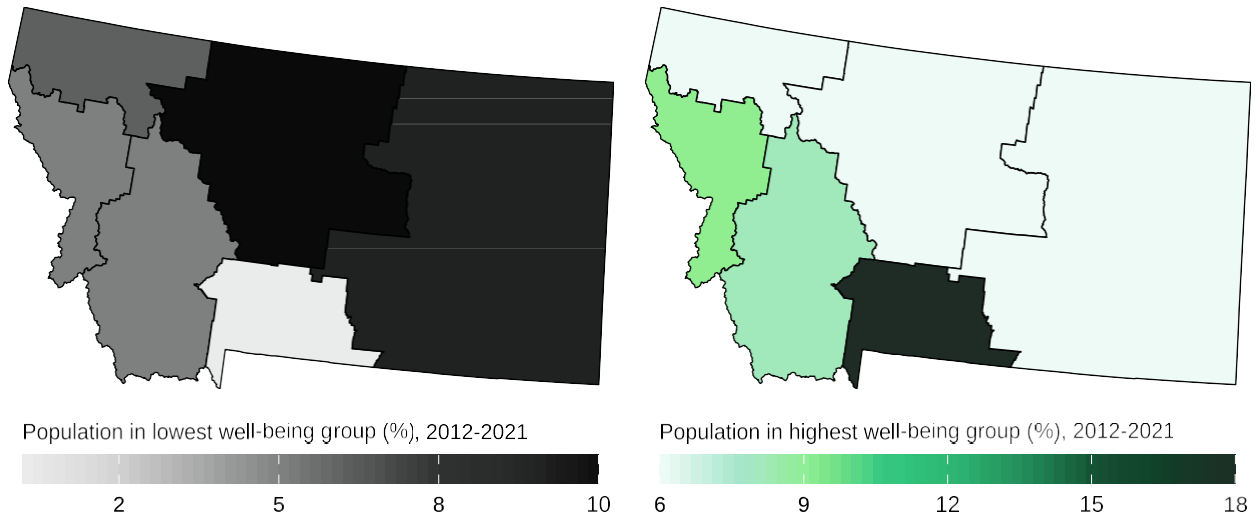 Population in lowest well-being group (%), 2012-2021
2 5 8 10
Population in highest well-being group (%), 2012-2021
6 9 12 15 18